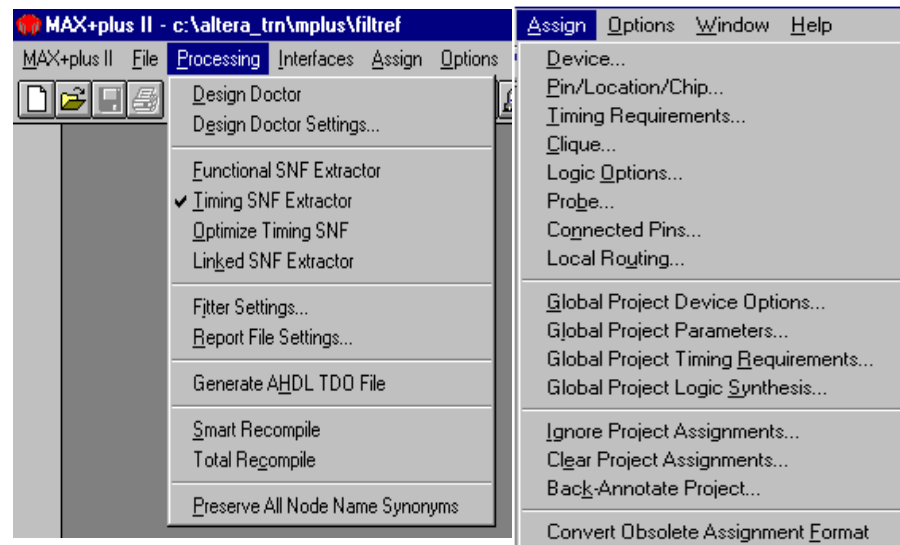 MAX+plus II - c:\altera_trn\mplus\filtref
MAX+plus II File Processing Interfaces Assign Options
Design Doctor
Design Doctor Settings...
Functional SNF Extractor
✔ Timing SNF Extractor
Optimize Timing SNF
Linked SNF Extractor
Fitter Settings...
Report File Settings...
Generate AHDL TDO File
Smart Recompile
Total Recompile
Preserve All Node Name Synonyms
Assign Options Window Help
Device...
Pin/Location/Chip...
Timing Requirements...
Clique...
Logic Options...
Probe...
Connected Pins...
Local Routing...
Global Project Device Options...
Global Project Parameters...
Global Project Timing Requirements...
Global Project Logic Synthesis...
Ignore Project Assignments...
Clear Project Assignments...
Back-Annotate Project...
Convert Obsolete Assignment Format